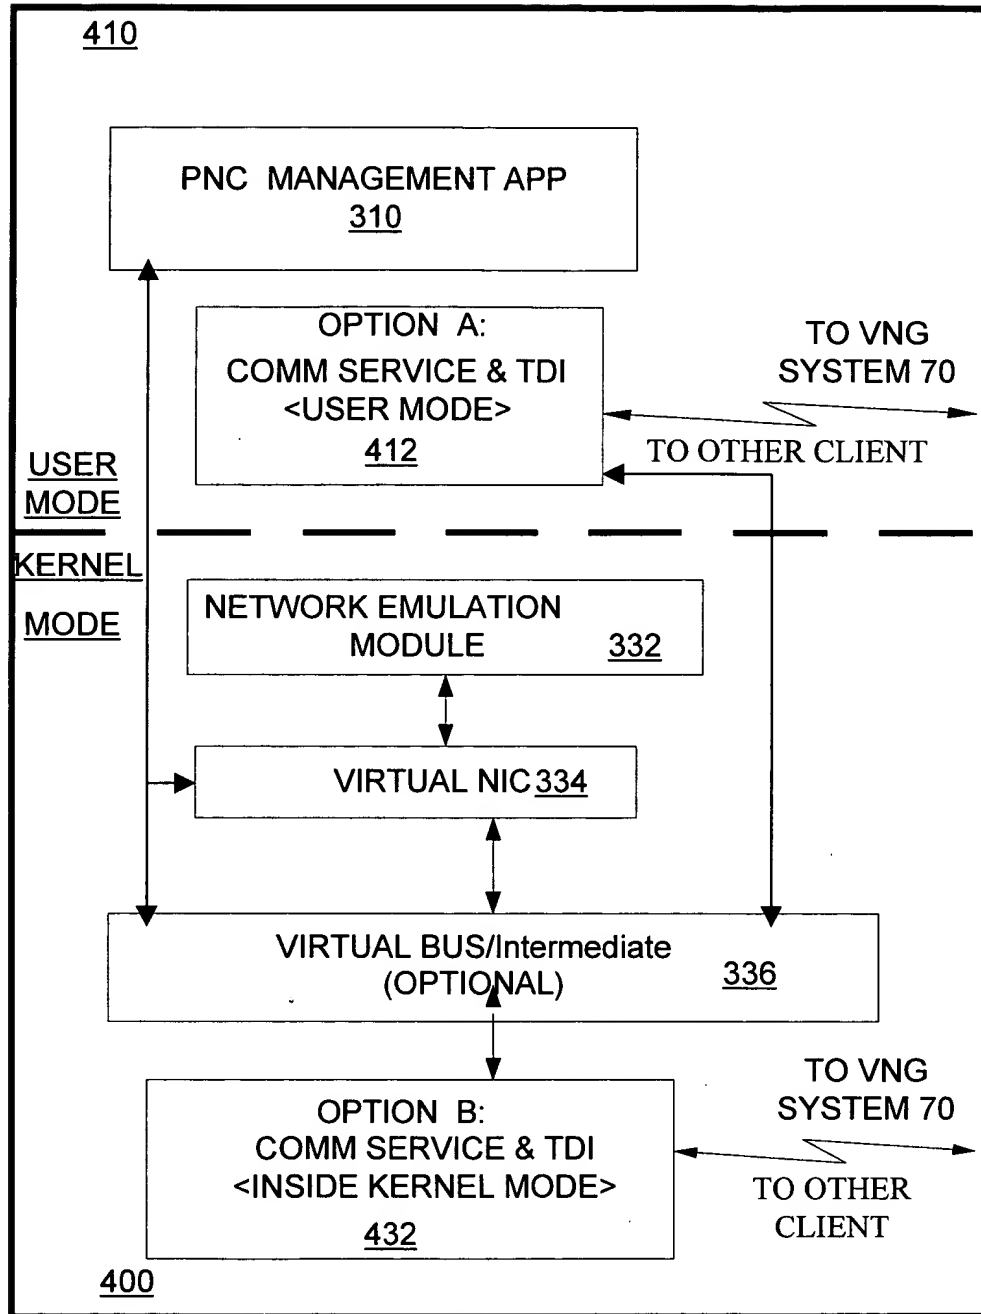 410
PNC MANAGEMENT APP
310
OPTION A:
COMM SERVICE & TDI
<USER MODE>
412
TO VNG
SYSTEM 70
TO OTHER CLIENT
USER
MODE
KERNEL
MODE
NETWORK EMULATION
MODULE 332
VIRTUAL NIC 334
VIRTUAL BUS/Intermediate
(OPTIONAL) 336
OPTION B:
COMM SERVICE & TDI
<INSIDE KERNEL MODE>
432
TO VNG
SYSTEM 70
TO OTHER
CLIENT
400